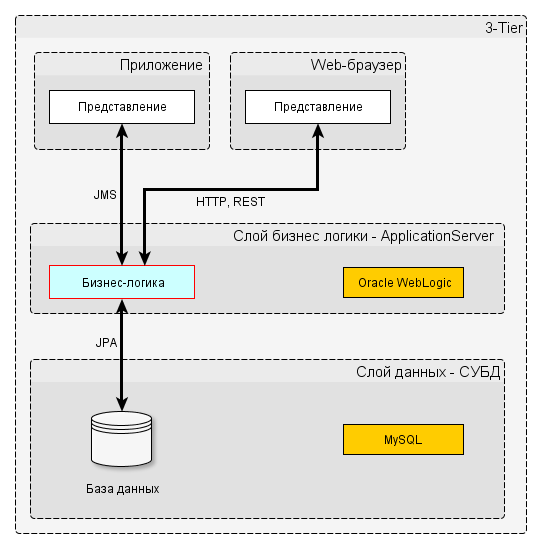 3-Tier
Приложение
Web-браузер
Представление
Представление
JMS
HTTP, REST
Слой бизнес логики - ApplicationServer
Бизнес-логика
Oracle WebLogic
JPA
Слой данных - СУБД
MySQL
База данных